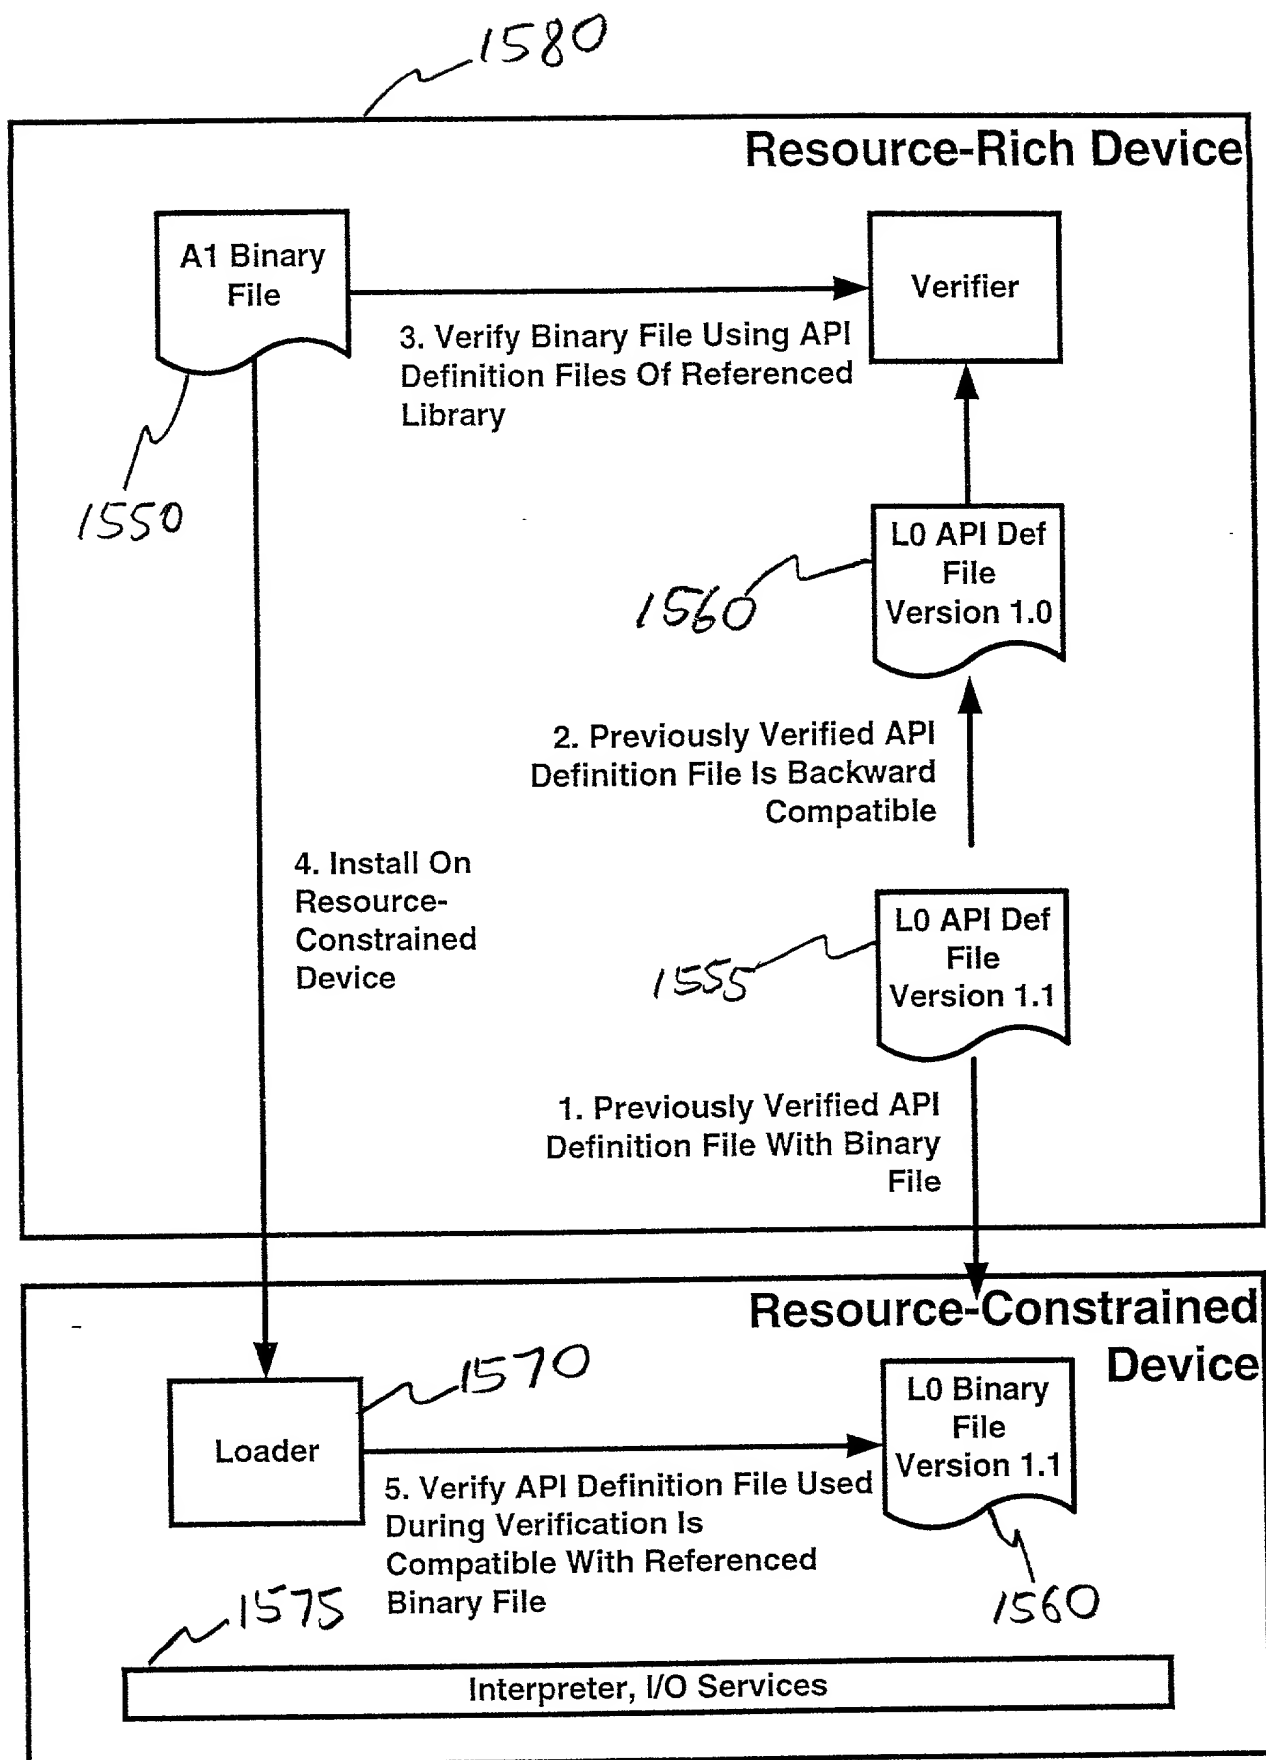 1580
Resource-Rich Device
A1 Binary
File
Verifier
3. Verify Binary File Using API
Definition Files Of Referenced
Library
1550
L0 API Def
File
Version 1.0
1560
2. Previously Verified API
Definition File Is Backward
Compatible
4. Install On
Resource-
Constrained
Device
L0 API Def
File
Version 1.1
1555
1. Previously Verified API
Definition File With Binary
File
Resource-Constrained
Device
1570
Loader
L0 Binary
File
Version 1.1
5. Verify API Definition File Used
During Verification Is
Compatible With Referenced
Binary File
1575
1560
Interpreter, I/O Services